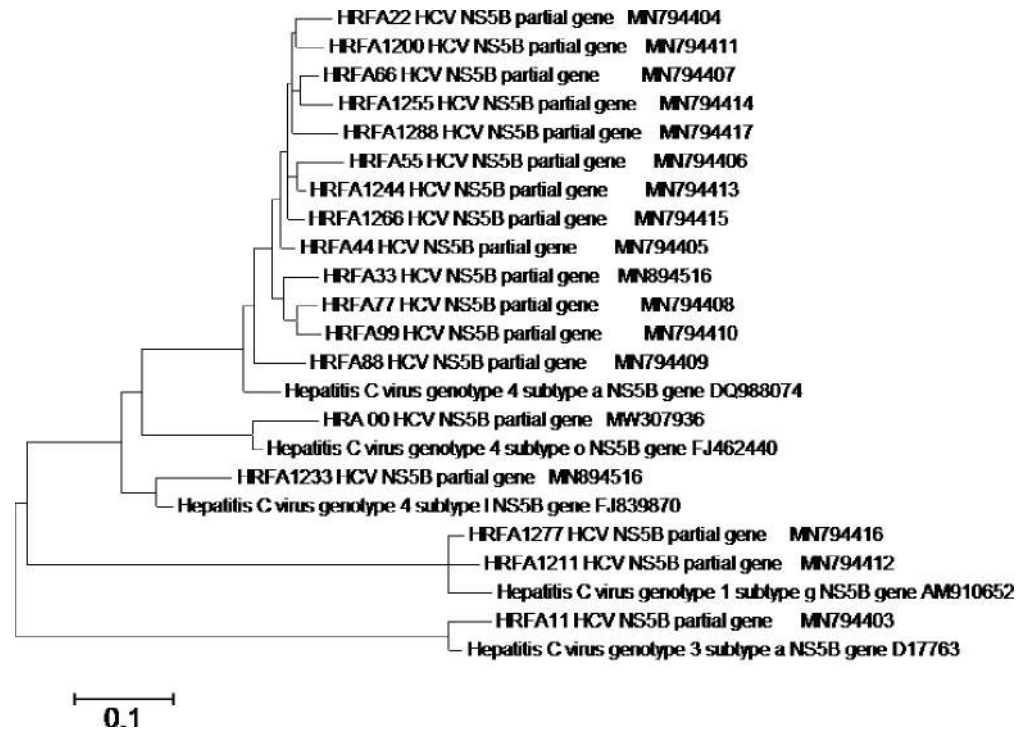 HRFA22 HCV NS5B partial gene MN794404
HRFA1200 HCV NS5B partial gene MN794411
HRFA66 HCV NS5B partial gene MN794407
HRFA1255 HCV NS5B partial gene MN794414
HRFA1288 HCV NS5B partial gene MN794417
HRFA55 HCV NS5B partial gene MN794406
HRFA1244 HCV NS5B partial gene MN794413
HRFA1266 HCV NS5B partial gene MN794415
HRFA44 HCV NS5B partial gene MN794405
HRFA33 HCV NS5B partial gene MN894516
HRFA77 HCV NS5B partial gene MN794408
HRFA99 HCV NS5B partial gene MN794410
HRFA88 HCV NS5B partial gene MN794409
Hepatitis C virus genotype 4 subtype a NS5B gene DQ988074
HRA 00 HCV NS5B partial gene MW307936
Hepatitis C virus genotype 4 subtype o NS5B gene FJ462440
HRFA1233 HCV NS5B partial gene MN894516
Hepatitis C virus genotype 4 subtype l NS5B gene FJ839870
HRFA1277 HCV NS5B partial gene MN794416
HRFA1211 HCV NS5B partial gene MN794412
Hepatitis C virus genotype 1 subtype g NS5B gene AM910652
HRFA11 HCV NS5B partial gene MN794403
Hepatitis C virus genotype 3 subtype a NS5B gene D17763
0.1